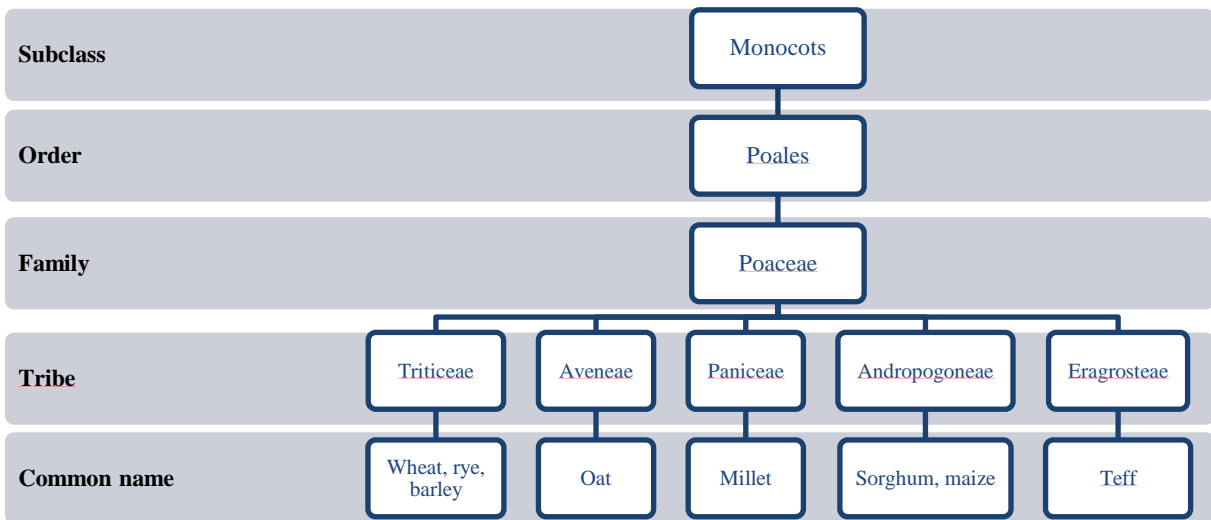 Subclass
Monocots
Order
Poales
Family
Poaceae
Tribe
Triticeae
Aveneae
Paniceae
Andropogoneae
Eragrosteae
Common name
Wheat, rye,
barley
Oat
Millet
Sorghum, maize
Teff